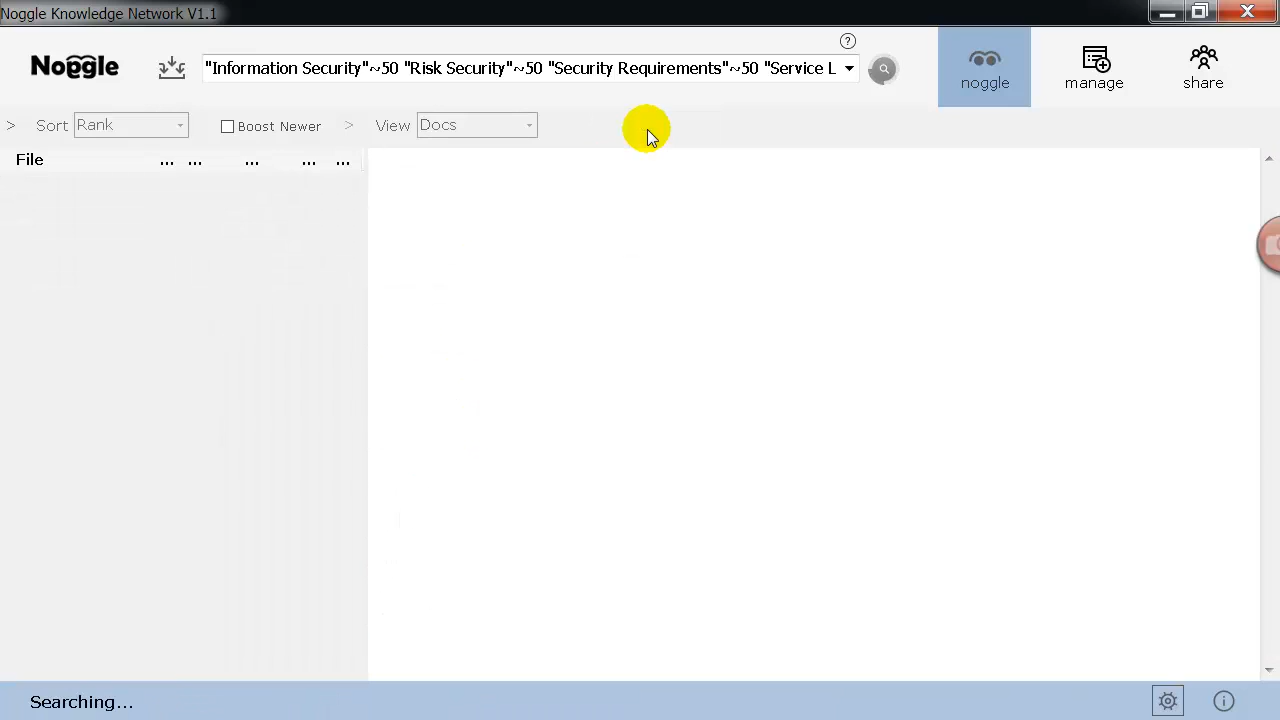 Noggle Knowledge Network V1.1
Noggle
"Information Security"~50 "Risk Security"~50 "Security Requirements"~50 "Service L
?
noggle
manage
share
> Sort Rank Boost Newer > View Docs
File ... ... ... ... ...
Searching...